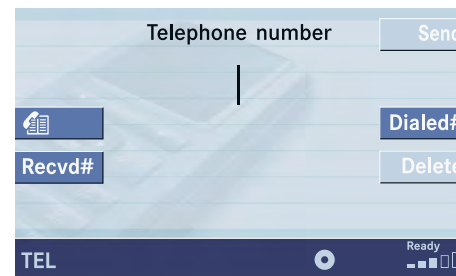 Telephone number
Send
Dialed#
Recvd#
Delete
TEL
Ready